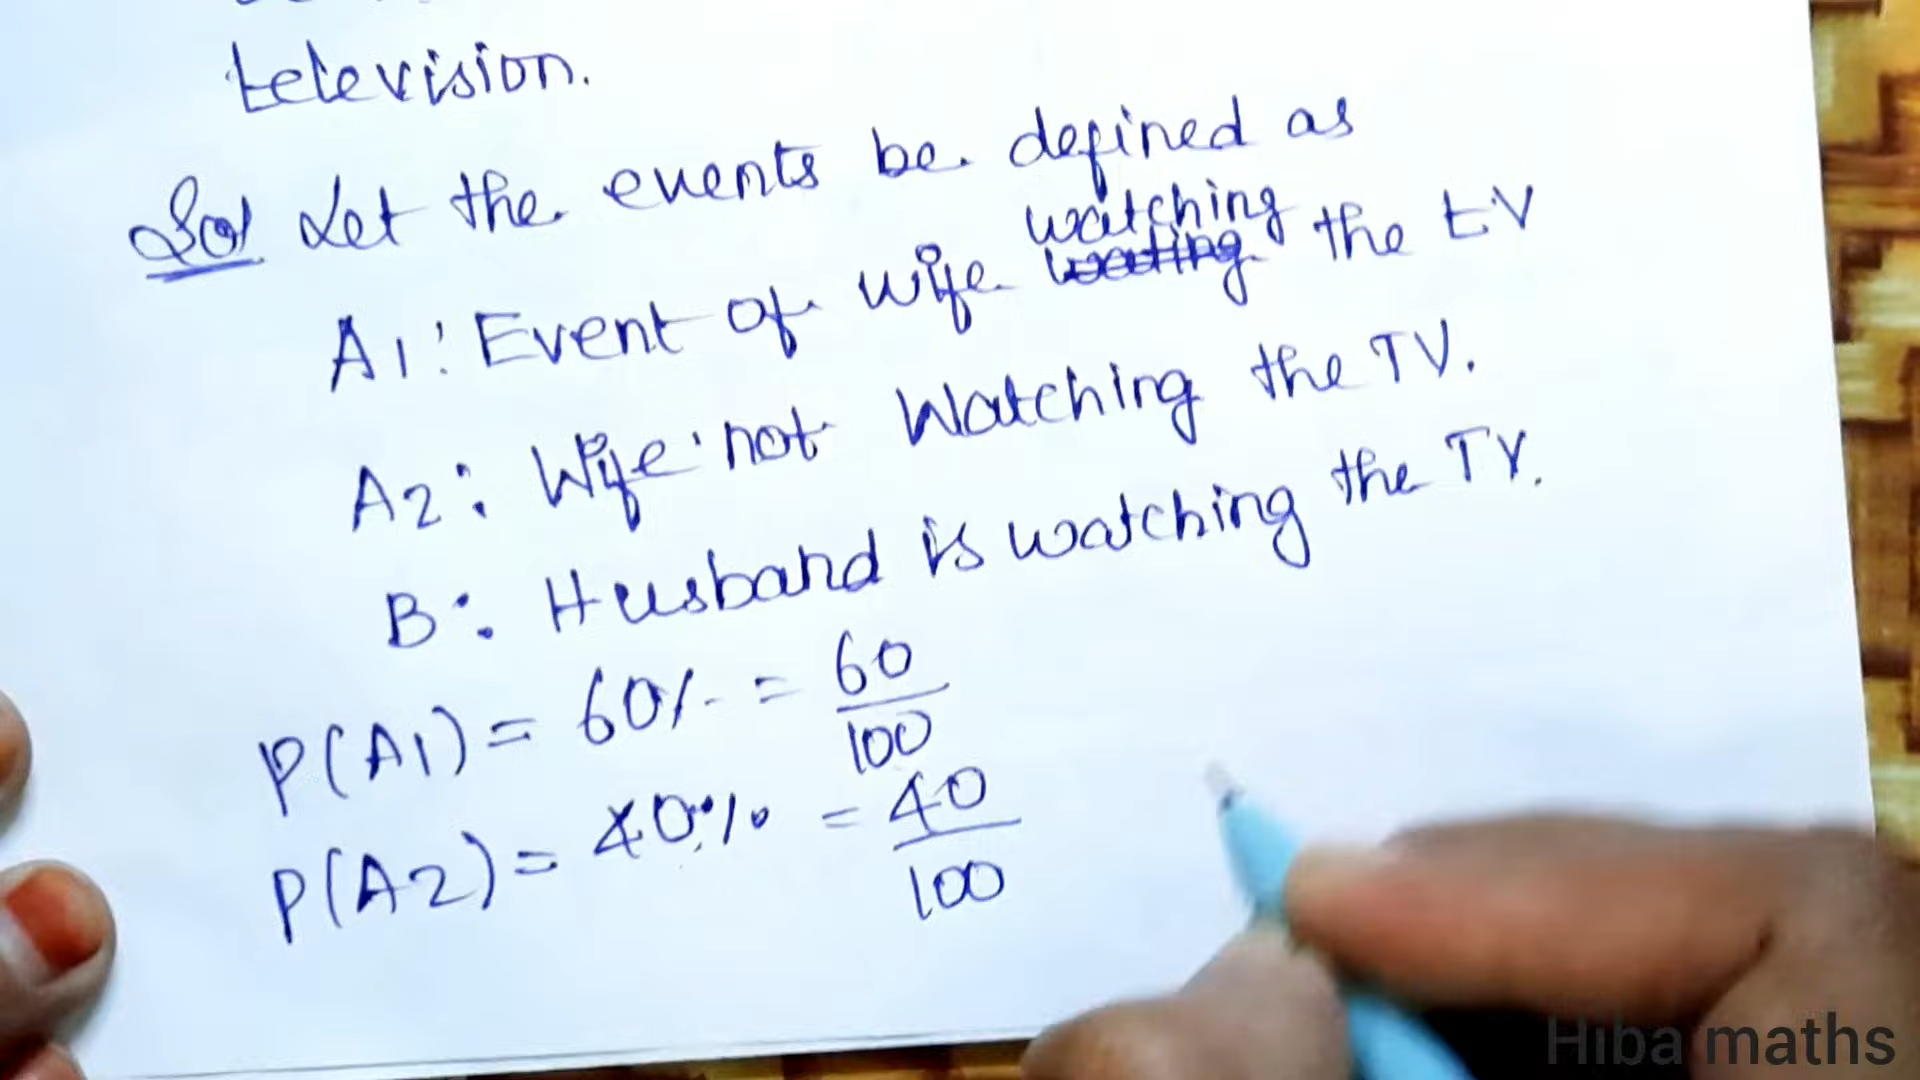 television.
Sol Let the events be defined as
watching
A1: Event of wife the tV
A2: Wife not Watching the TV.
B: Husband is watching the TV.
P(A1) = 60% = 60/100
P(A2) = 40% = 40/100
Hiba maths